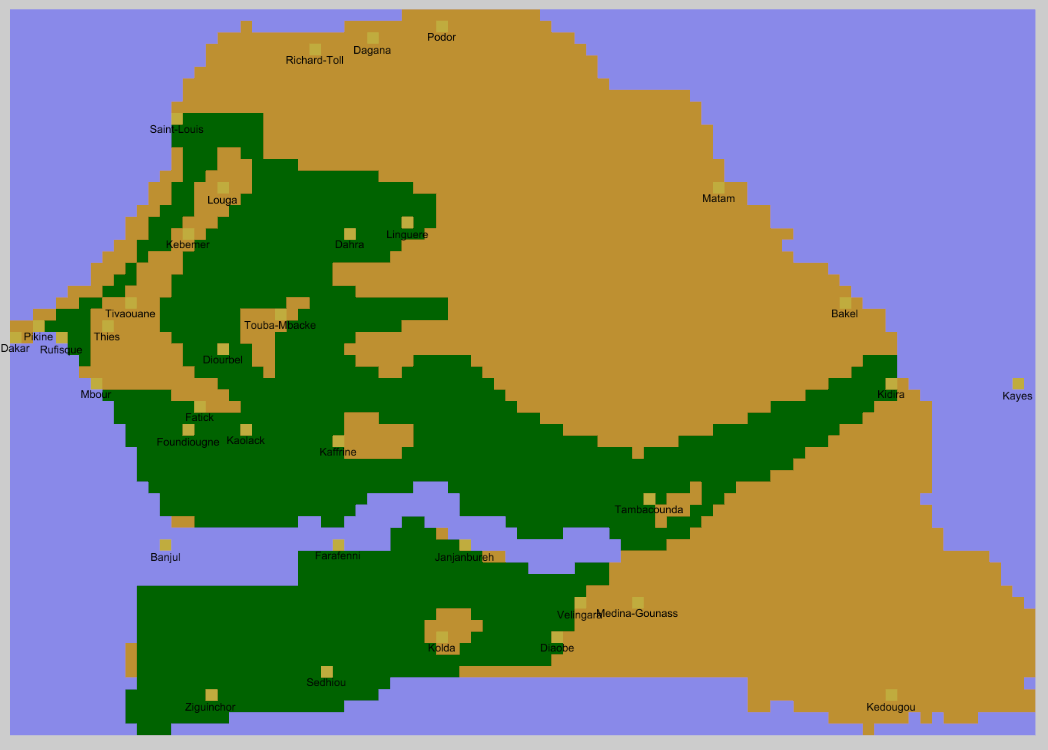 Podor
Dagana
Richard-Toll
Saint-Louis
Matam
Louga
Linguere
Kebemer
Dahra
Tivaouane
Bakel
Touba-Mbacke
Pikine
Thies
Dakar
Rufisque
Diourbel
Mbour
Kidira
Kayes
Fatick
Foundiougne
Kaolack
Kaffrine
Tambacounda
Banjul
Farafenni
Janjanbureh
Velingara
Medina-Gounass
Kolda
Diaobe
Sedhiou
Ziguinchor
Kedougou